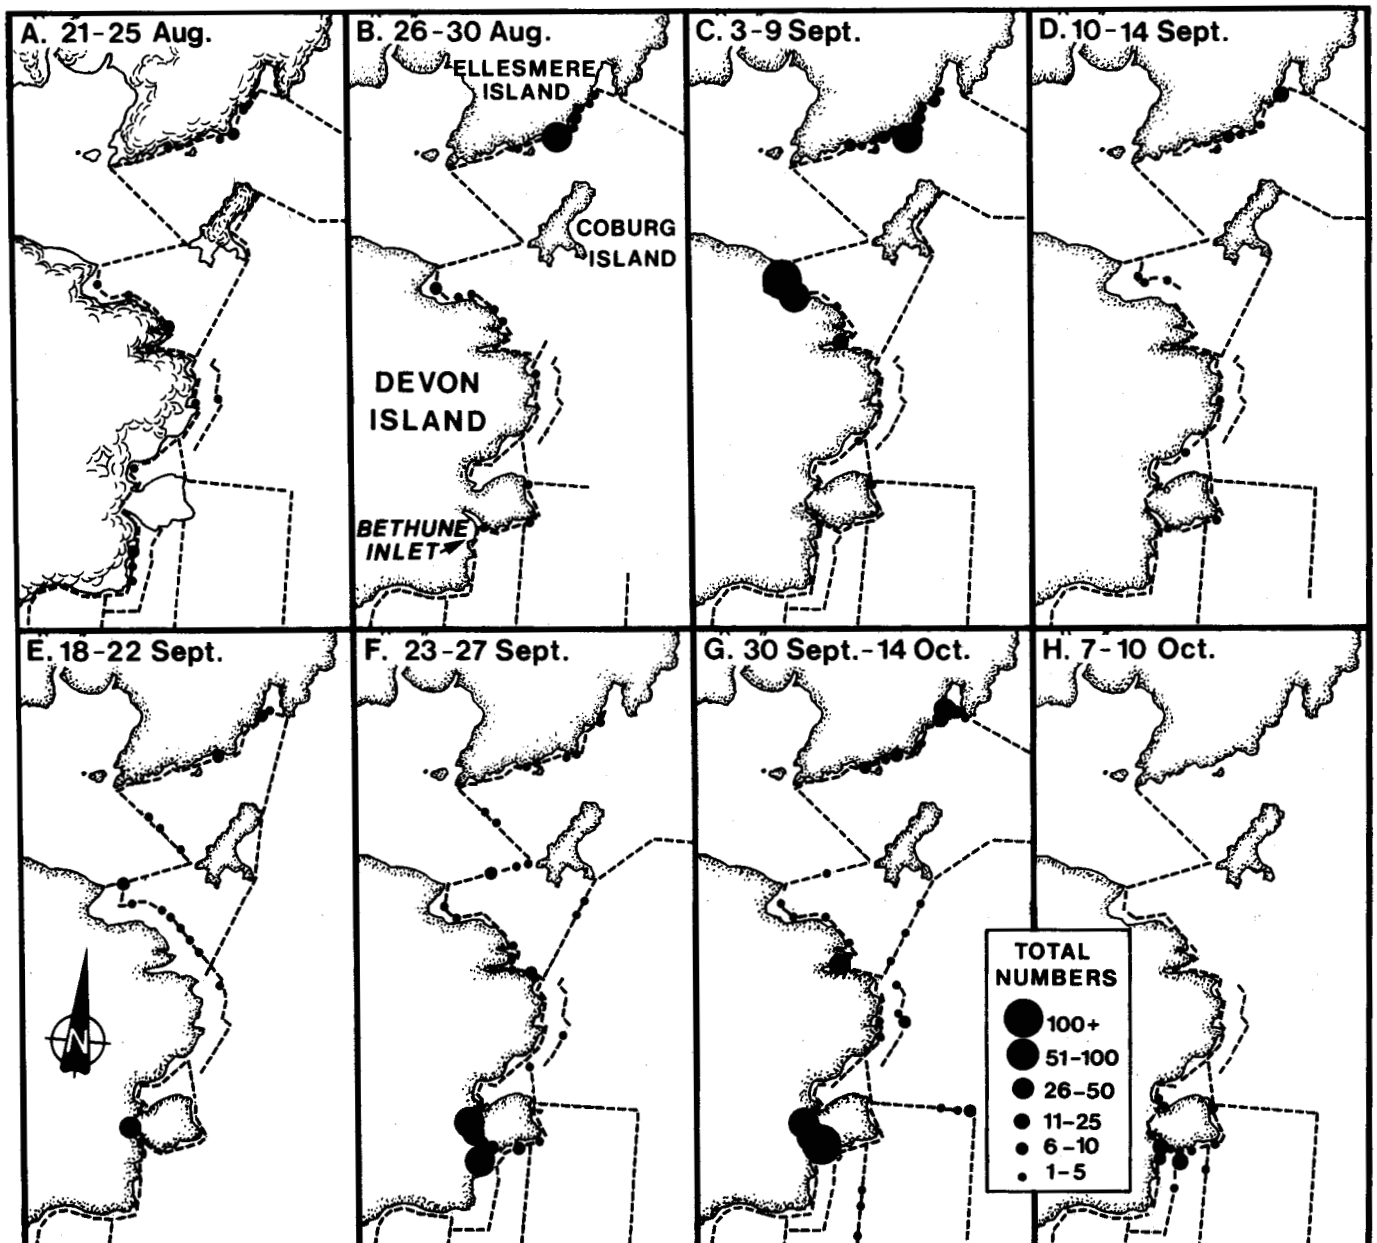 A. 21-25 Aug.
B. 26-30 Aug.
C. 3-9 Sept.
D. 10-14 Sept.
ELLESMERE
ISLAND
COBURG
ISLAND
DEVON
ISLAND
BETHUNE
INLET
E. 18-22 Sept.
F. 23-27 Sept.
G. 30 Sept.-14 Oct.
H. 7-10 Oct.
N
TOTAL
NUMBERS
100+
51-100
26-50
11-25
6-10
1-5